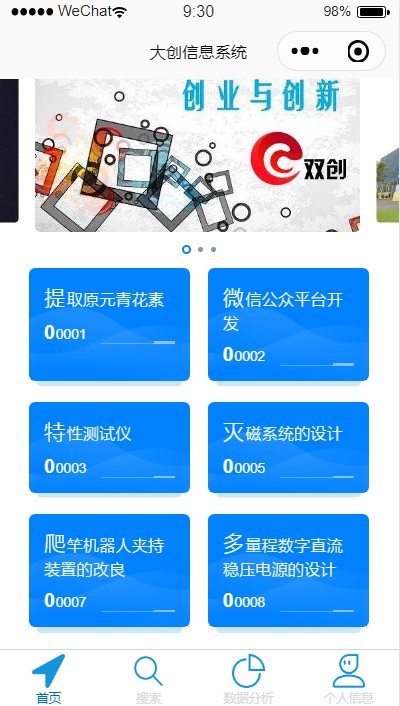 ●●●●● WeChat 9:30 98%
大创信息系统
创业与创新
双创
提取原元青花素
00001
微信公众平台开
发
00002
特性测试仪
00003
灭磁系统的设计
00005
爬竿机器人夹持
装置的改良
00007
多量程数字直流
稳压电源的设计
00008
首页 搜索 数据分析 个人信息